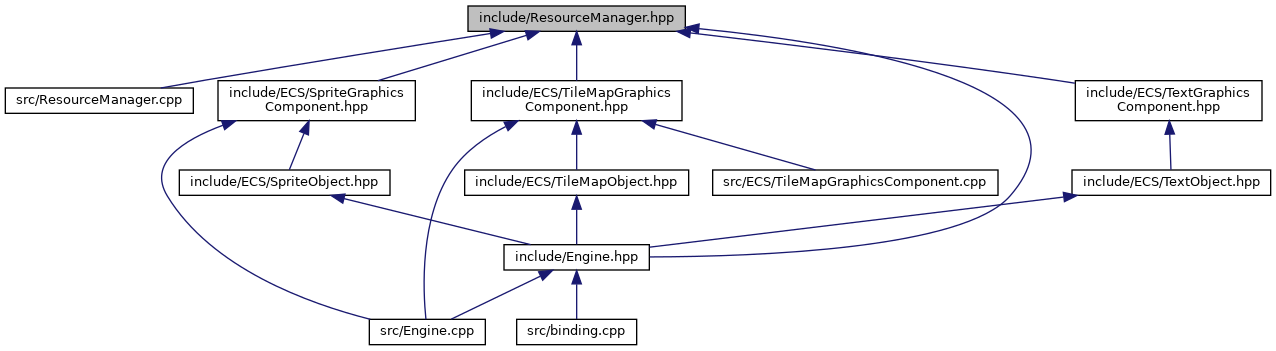 include/ResourceManager.hpp
src/ResourceManager.cpp
include/ECS/SpriteGraphics
Component.hpp
include/ECS/TileMapGraphics
Component.hpp
include/ECS/TextGraphics
Component.hpp
include/ECS/SpriteObject.hpp
include/ECS/TileMapObject.hpp
src/ECS/TileMapGraphicsComponent.cpp
include/ECS/TextObject.hpp
include/Engine.hpp
src/Engine.cpp
src/binding.cpp